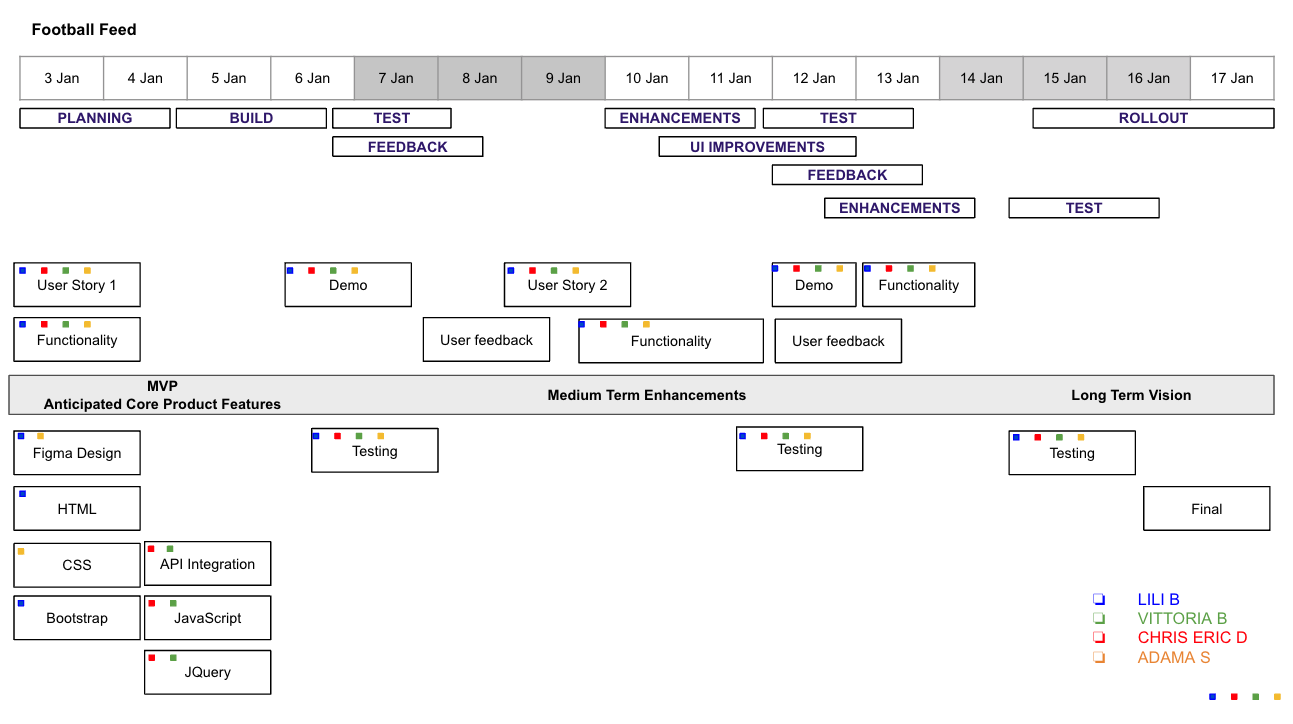 Football Feed
3 Jan 4 Jan 5 Jan 6 Jan 7 Jan 8 Jan 9 Jan 10 Jan 11 Jan 12 Jan 13 Jan 14 Jan 15 Jan 16 Jan 17 Jan
PLANNING BUILD TEST ENHANCEMENTS TEST ROLLOUT
FEEDBACK UI IMPROVEMENTS
FEEDBACK
ENHANCEMENTS TEST
User Story 1 Demo User Story 2 Demo Functionality
Functionality User feedback Functionality User feedback
MVP
Anticipated Core Product Features
Medium Term Enhancements
Long Term Vision
Figma Design Testing Testing Testing
HTML Final
CSS API Integration
Bootstrap JavaScript
JQuery
LILI B
VITTORIA B
CHRIS ERIC D
ADAMA S